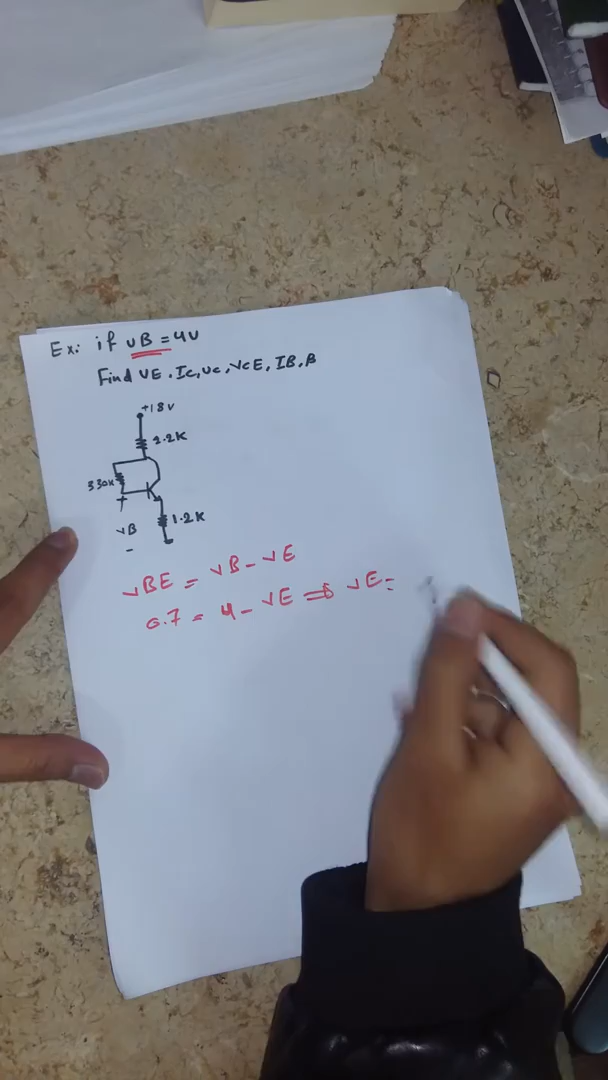 Ex: if VB = 4V
Find VE, Ic, Vc, VCE, IB, β
+18V
2.2K
330K
+
VB
-
1.2K
VBE = VB - VE
0.7 = 4 - VE ⇒ VE =